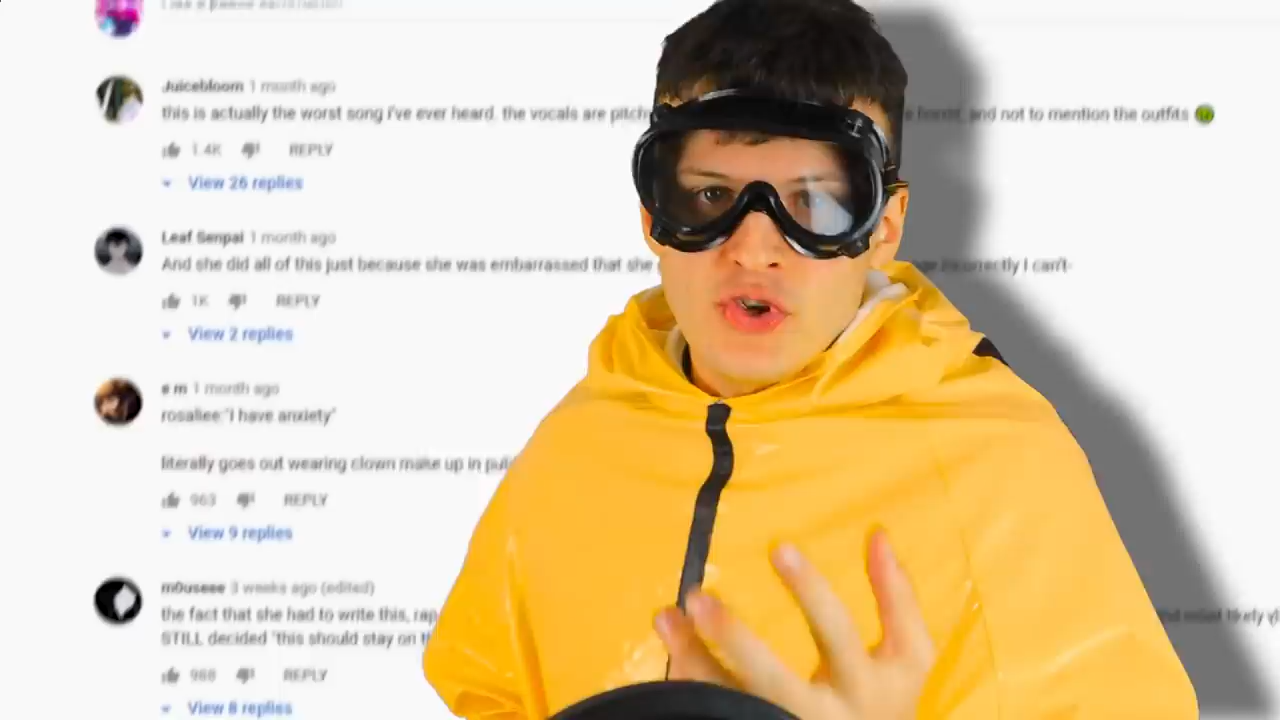 Juicebloom 1 month ago
this is actually the worst song i've ever heard. the vocals are pitch and not to mention the outfits
1.4K REPLY
View 26 replies
Leaf Senpai 1 month ago
And she did all of this just because she was embarrassed that she incorrectly I can't-
1K REPLY
View 2 replies
e m 1 month ago
rosaliee:"i have anxiety"
literally goes out wearing clown make up in
963 REPLY
View 9 replies
m0useee 3 weeks ago (edited)
the fact that she had to write this, rap most likely
STILL decided "this should stay on
988 REPLY
View 8 replies